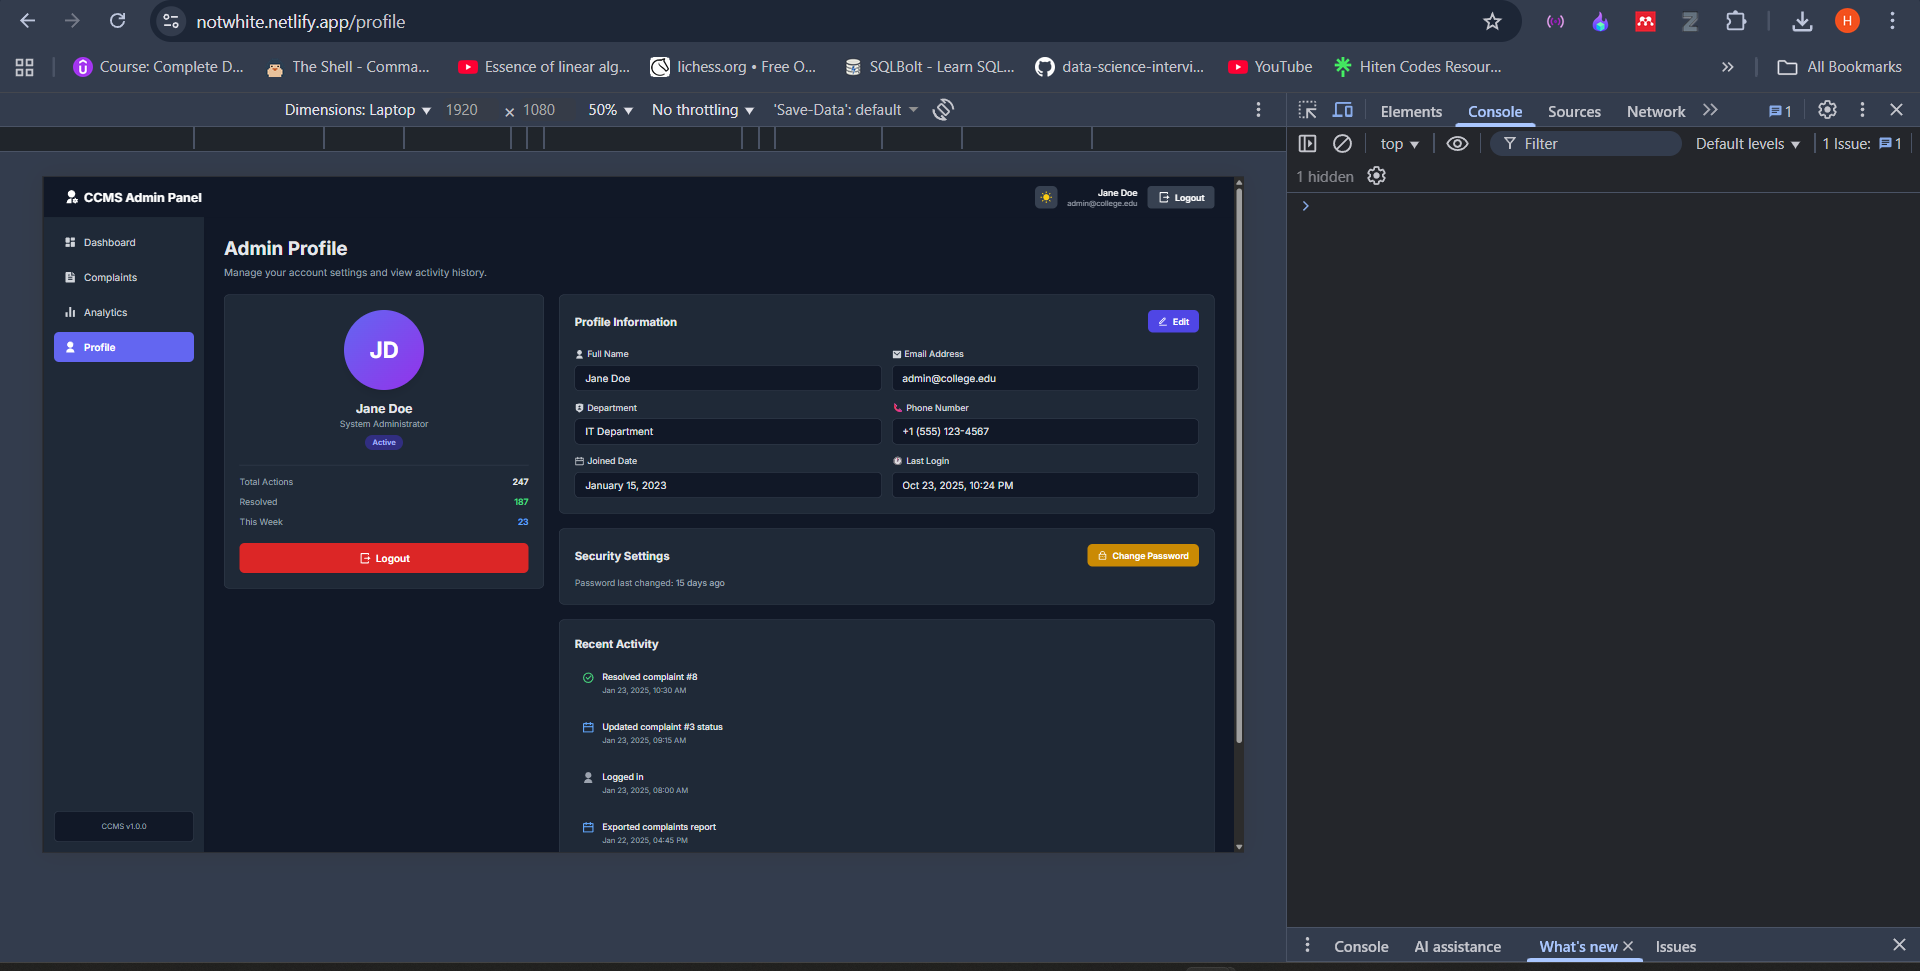 notwhite.netlify.app/profile
H
Course: Complete D...
The Shell - Comma...
Essence of linear alg...
lichess.org • Free O...
SQLBolt - Learn SQL...
data-science-intervi...
YouTube
Hiten Codes Resour...
All Bookmarks
Dimensions: Laptop 1920 × 1080 50% No throttling 'Save-Data': default
Elements Console Sources Network 1
top Filter Default levels 1 Issue: 1
1 hidden
CCMS Admin Panel
Jane Doe
admin@college.edu
Logout
Dashboard
Complaints
Analytics
Profile
CCMS v1.0.0
Admin Profile
Manage your account settings and view activity history.
JD
Jane Doe
System Administrator
Active
Total Actions 247
Resolved 187
This Week 23
Logout
Profile Information
Edit
Full Name
Jane Doe
Email Address
admin@college.edu
Department
IT Department
Phone Number
+1 (555) 123-4567
Joined Date
January 15, 2023
Last Login
Oct 23, 2025, 10:24 PM
Security Settings
Change Password
Password last changed: 15 days ago
Recent Activity
Resolved complaint #8
Jan 23, 2025, 10:30 AM
Updated complaint #3 status
Jan 23, 2025, 09:15 AM
Logged in
Jan 23, 2025, 08:00 AM
Exported complaints report
Jan 22, 2025, 04:45 PM
Console AI assistance What's new Issues